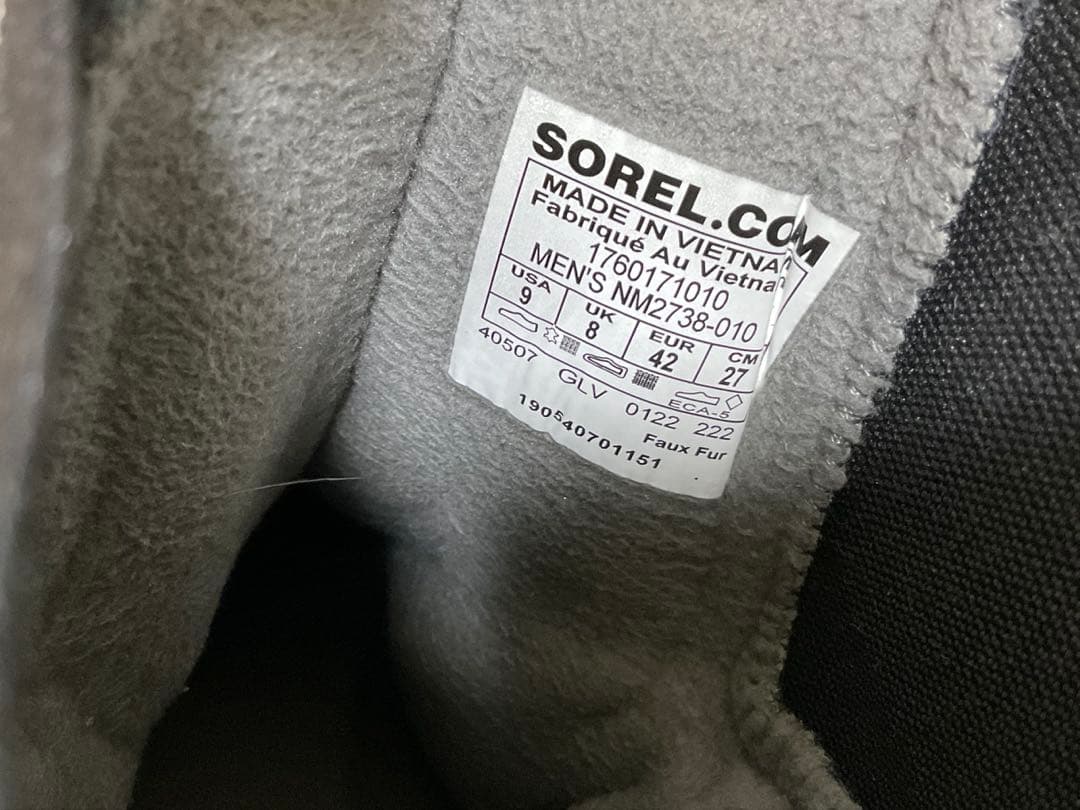 SOREL.COM
MADE IN VIETNAM
Fabriqué Au Vietnam
1760171010
MEN'S NM2738-010
USA UK EUR CM
9 8 42 27
ECA-5
40507 GLV 0122 222
190540701151 Faux Fur